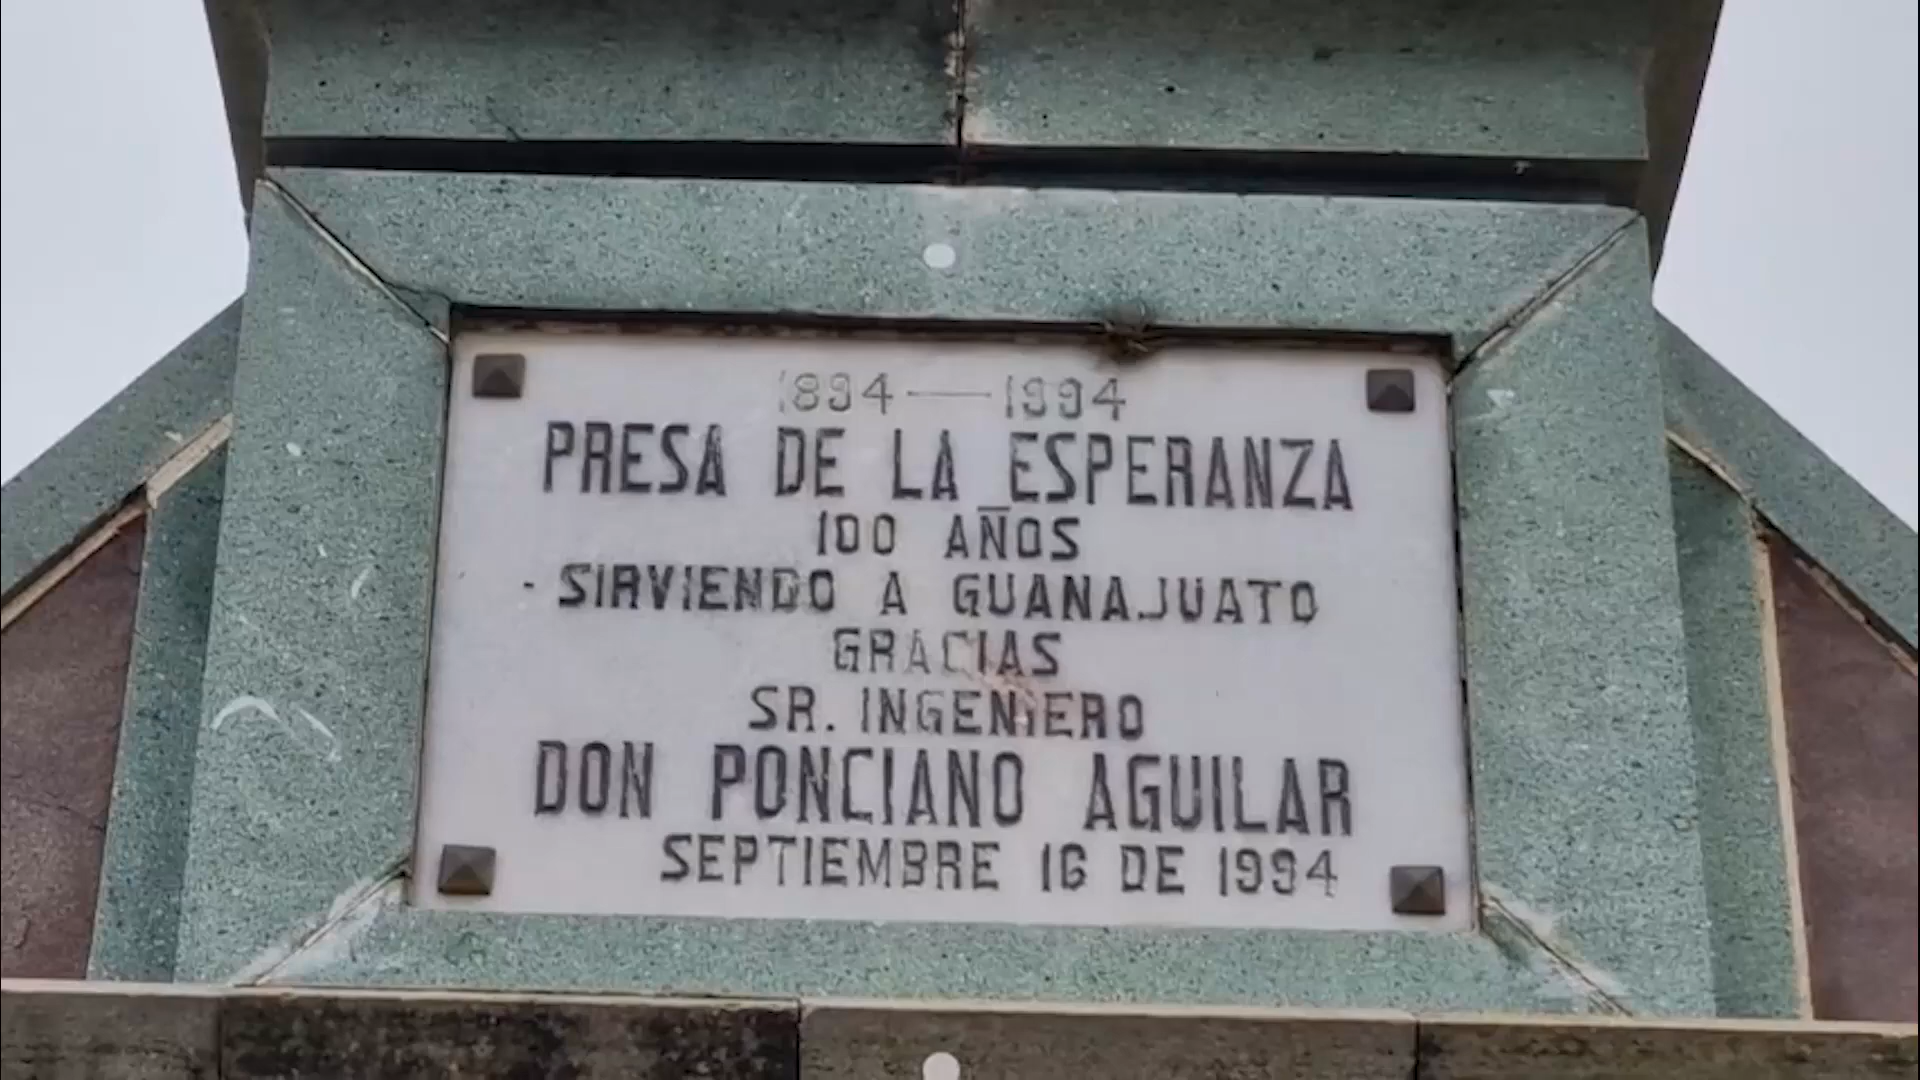 1894 — 1994
PRESA DE LA ESPERANZA
100 AÑOS
SIRVIENDO A GUANAJUATO
GRACIAS
SR. INGENIERO
DON PONCIANO AGUILAR
SEPTIEMBRE 16 DE 1994